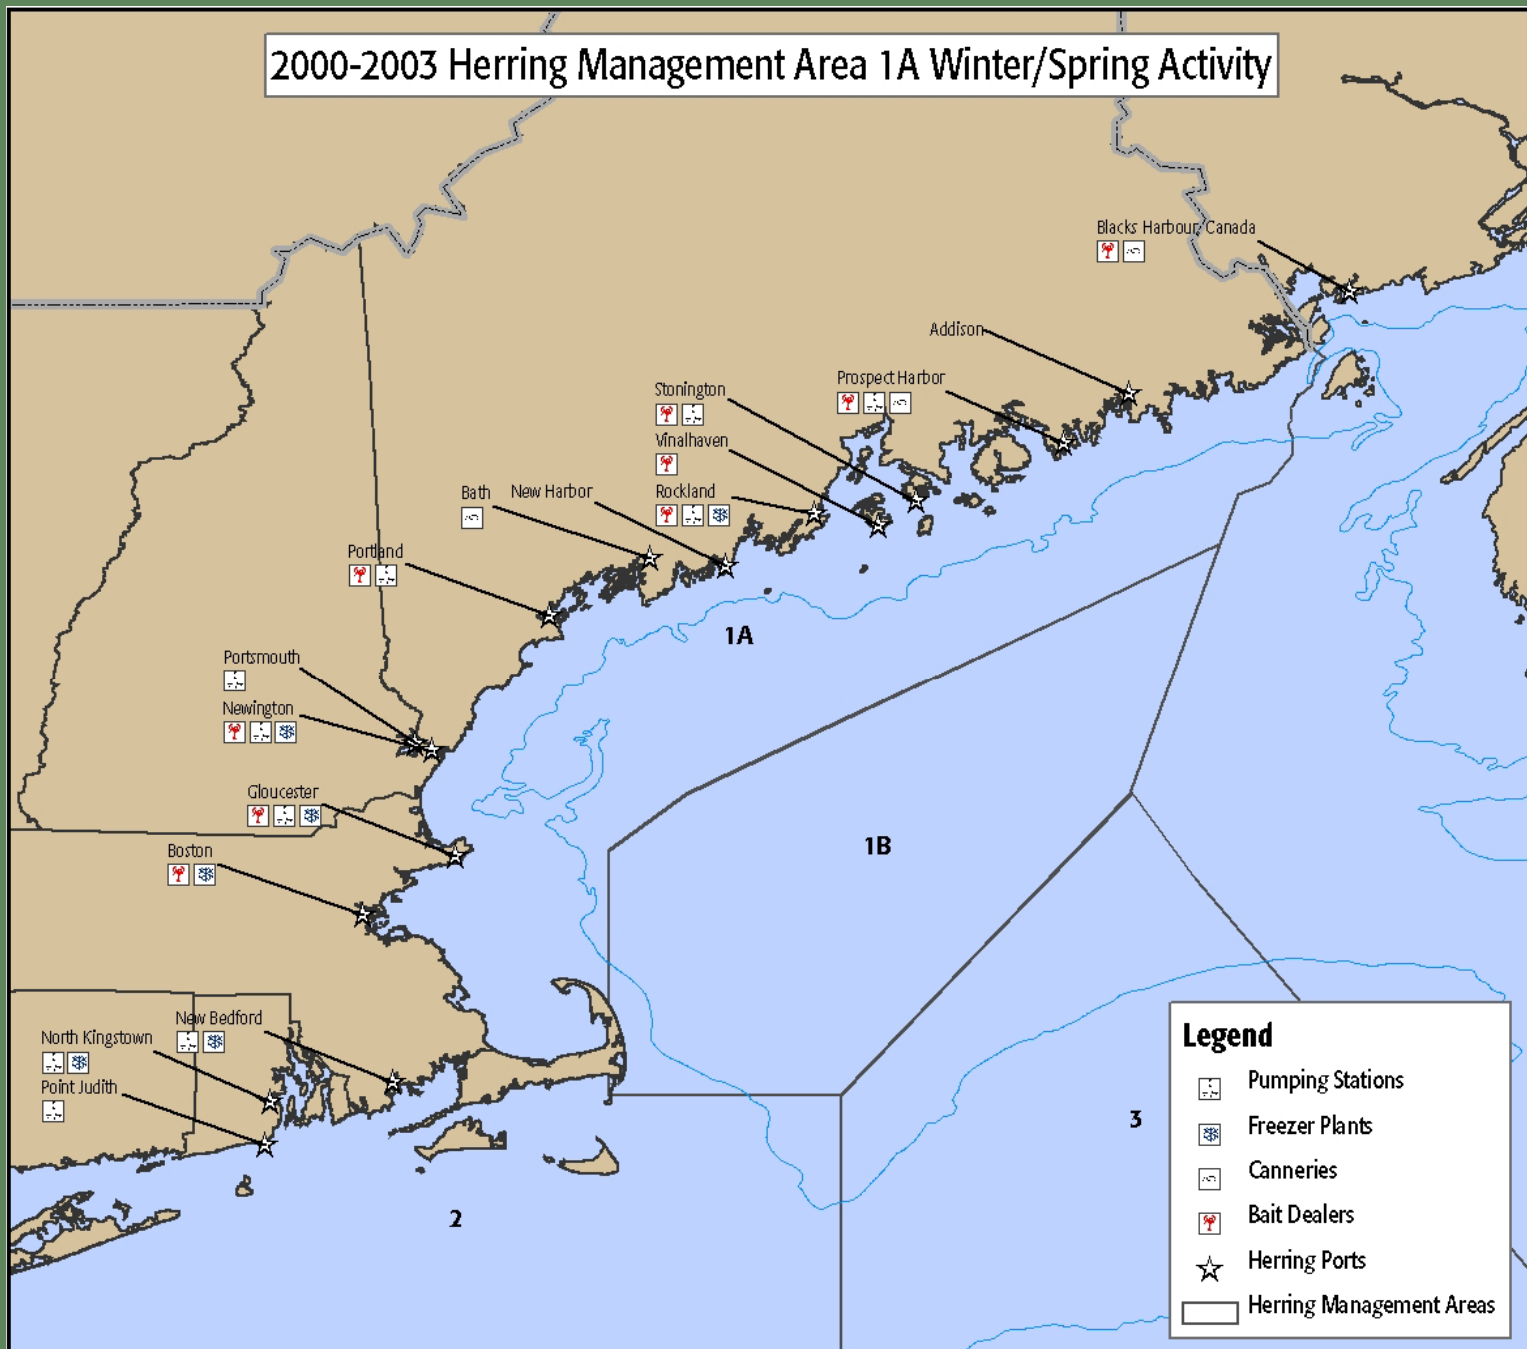 2000-2003 Herring Management Area 1A Winter/Spring Activity
Blacks Harbour, Canada
Addison
Prospect Harbor
Stonington
Vinalhaven
Rockland
New Harbor
Bath
Portland
Portsmouth
Newington
Gloucester
Boston
New Bedford
North Kingstown
Point Judith
1A
1B
2
3
Legend
Pumping Stations
Freezer Plants
Canneries
Bait Dealers
Herring Ports
Herring Management Areas